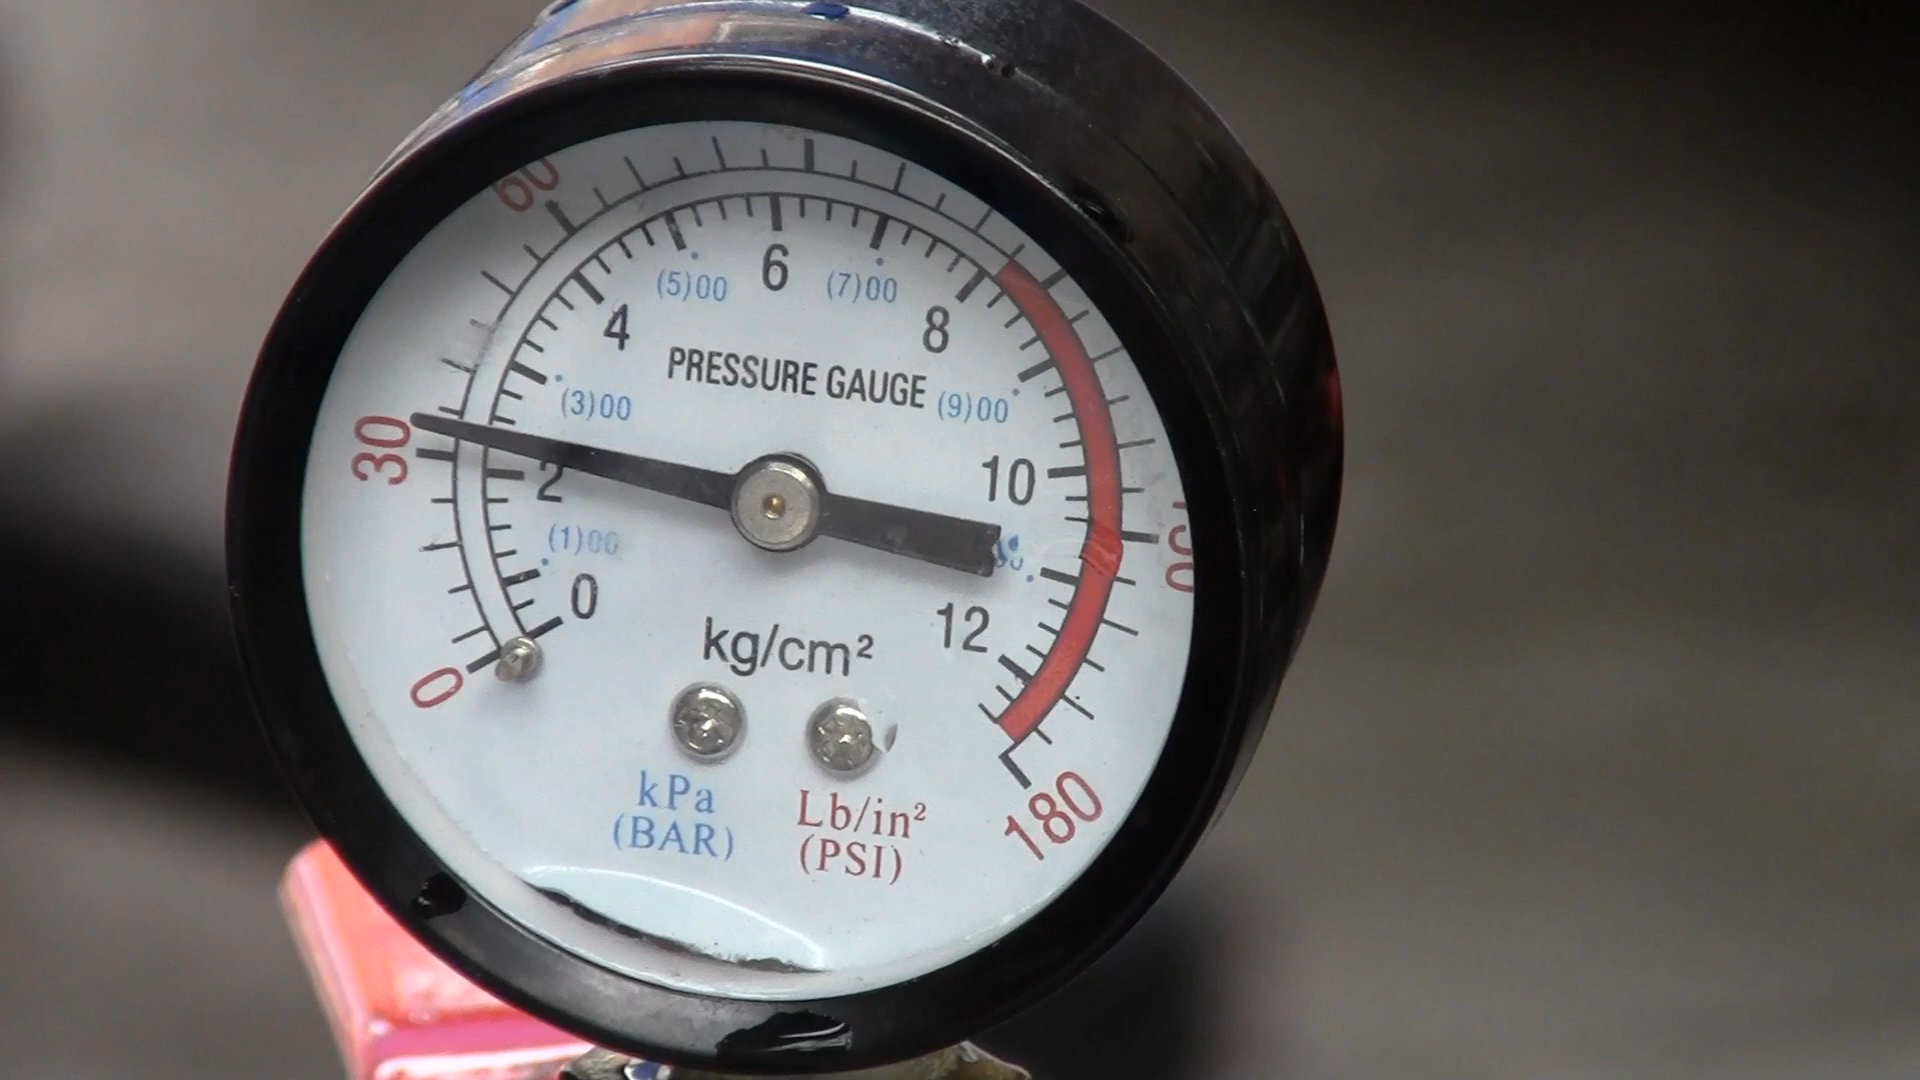 60
6
(5)00 (7)00
4 8
PRESSURE GAUGE
(3)00 (9)00
30
2 10
(1)00
0 12
kg/cm²
0
180
kPa Lb/in²
(BAR) (PSI)